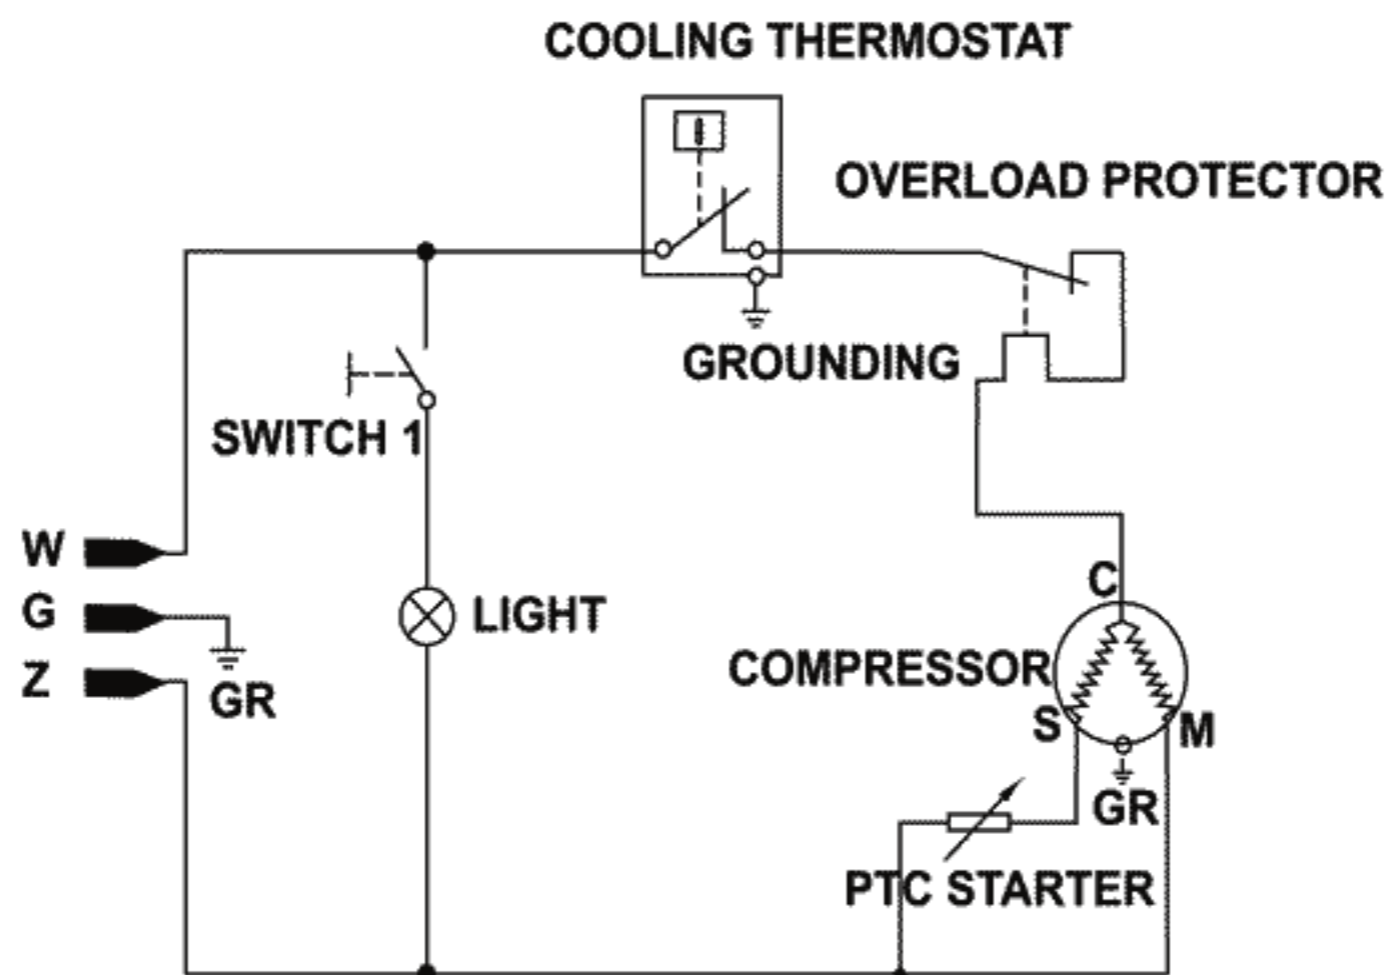 COOLING THERMOSTAT
OVERLOAD PROTECTOR
GROUNDING
SWITCH 1
W
G
Z
GR
LIGHT
C
COMPRESSOR
S
M
GR
PTC STARTER